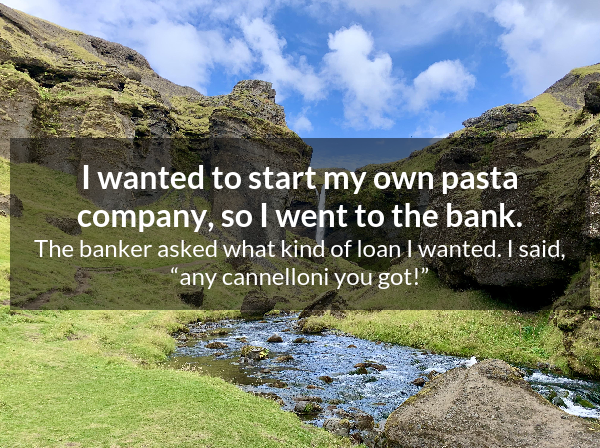 I wanted to start my own pasta
company, so I went to the bank.
The banker asked what kind of loan I wanted. I said,
“any cannelloni you got!”